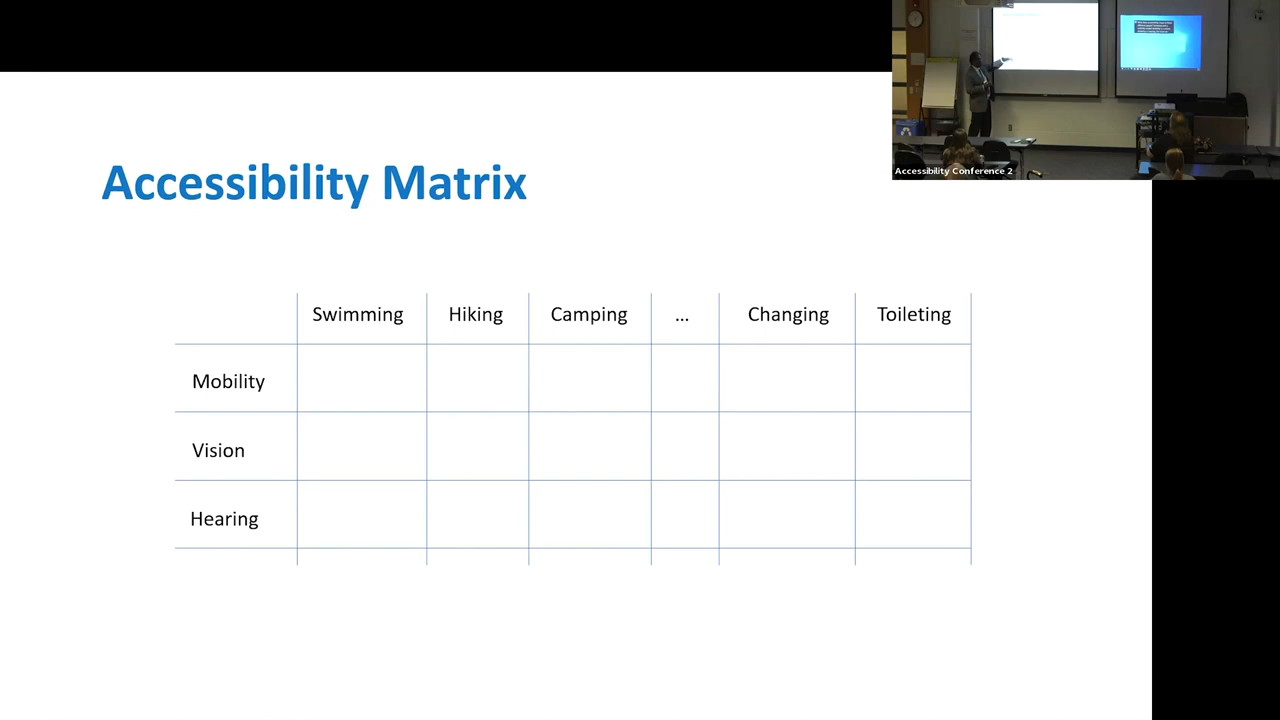 Accessibility Conference 2
Accessibility Matrix
Swimming Hiking Camping ... Changing Toileting
Mobility
Vision
Hearing